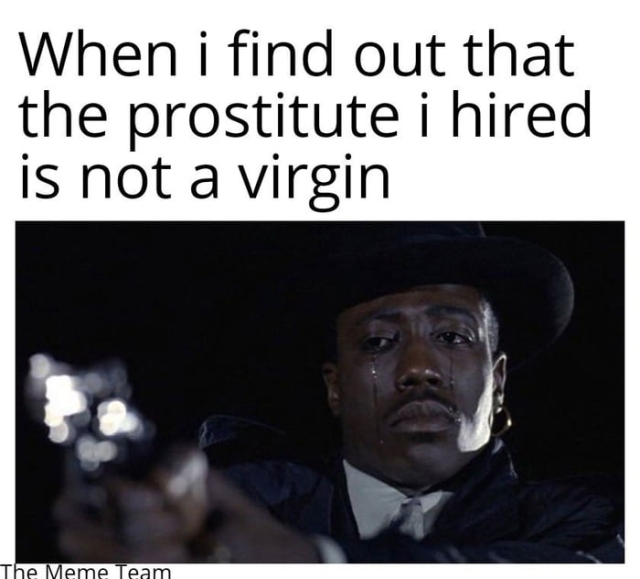 When i find out that
the prostitute i hired
is not a virgin
The Meme Team